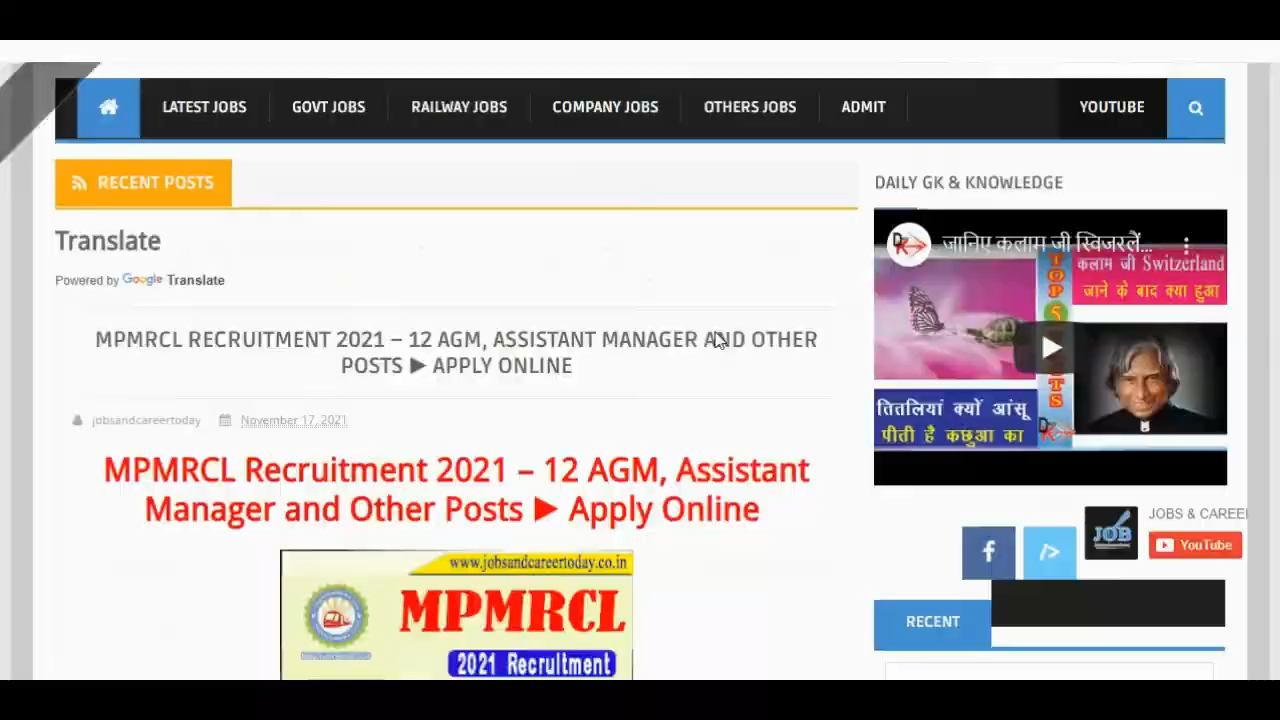 LATEST JOBS GOVT JOBS RAILWAY JOBS COMPANY JOBS OTHERS JOBS ADMIT YOUTUBE
RECENT POSTS
Translate
Powered by Google Translate
MPMRCL RECRUITMENT 2021 – 12 AGM, ASSISTANT MANAGER AND OTHER
POSTS ► APPLY ONLINE
jobsandcareertoday November 17, 2021
MPMRCL Recruitment 2021 – 12 AGM, Assistant
Manager and Other Posts ► Apply Online
www.jobsandcareertoday.co.in
MPMRCL
2021 Recruitment
DAILY GK & KNOWLEDGE
जानिए कलाम जी स्विजरलें...
कलाम जी Switzerland
जाने के बाद क्या हुआ
TOP 5
तितलियां क्यों आंसू
पीती है कछुआ का
JOBS & CAREE
JOB
YouTube
RECENT